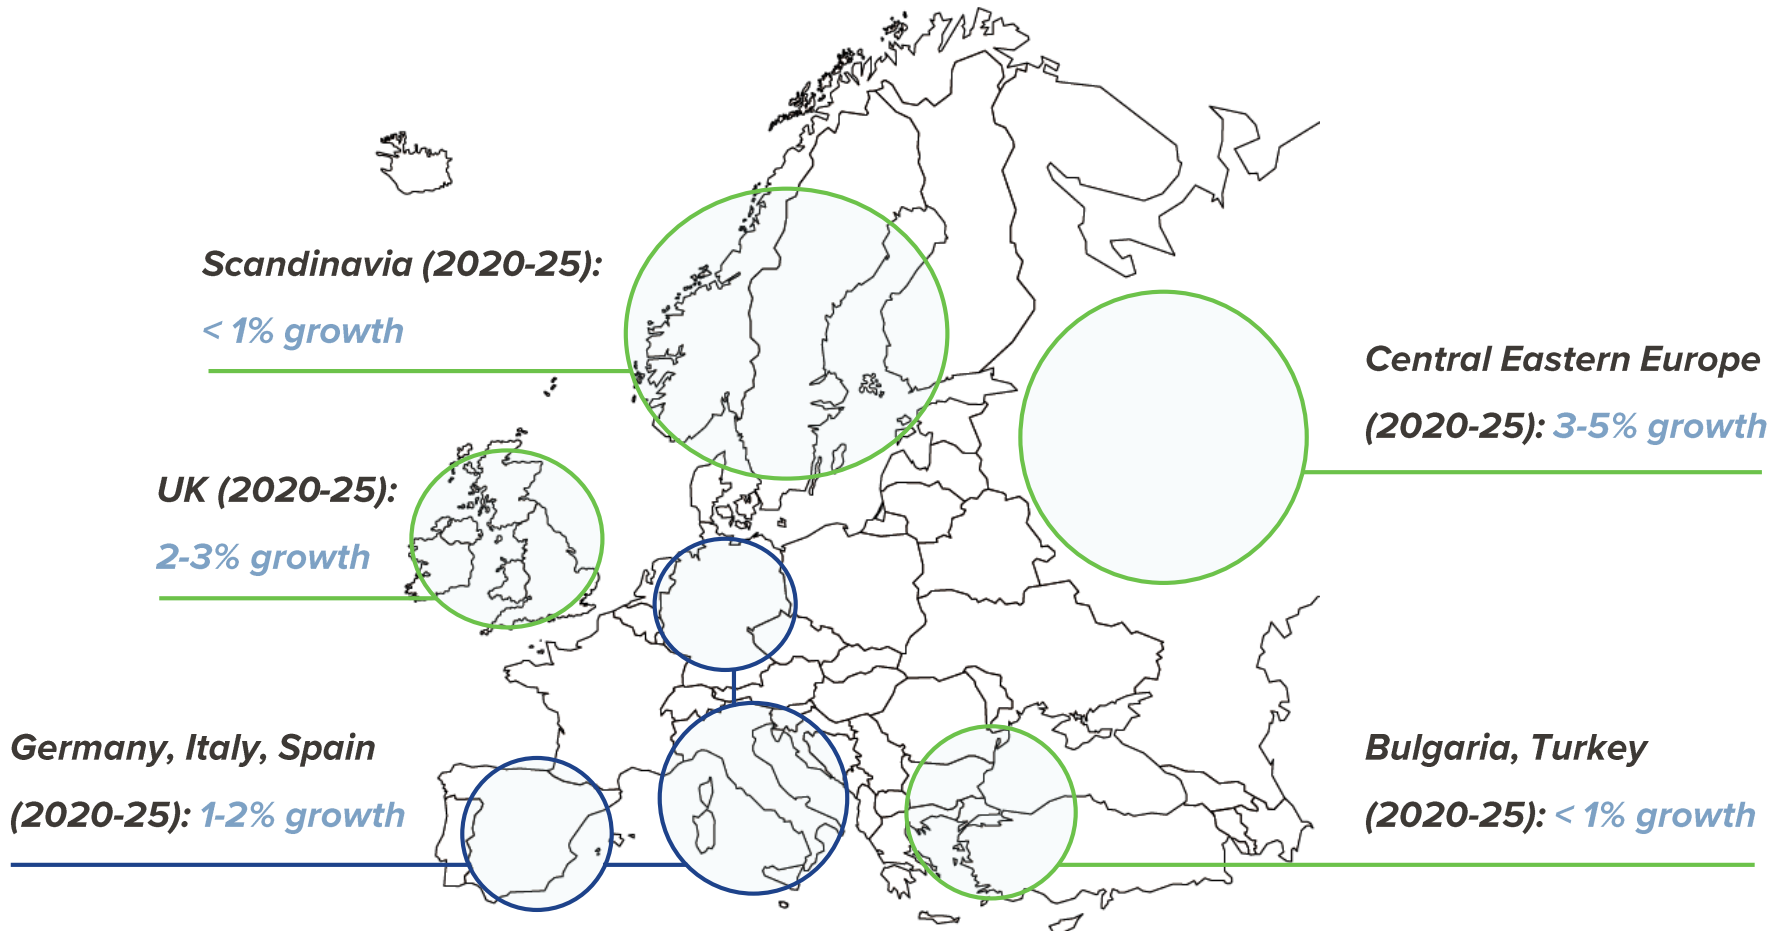 Scandinavia (2020-25):
< 1% growth
Central Eastern Europe
(2020-25): 3-5% growth
UK (2020-25):
2-3% growth
Germany, Italy, Spain
(2020-25): 1-2% growth
Bulgaria, Turkey
(2020-25): < 1% growth